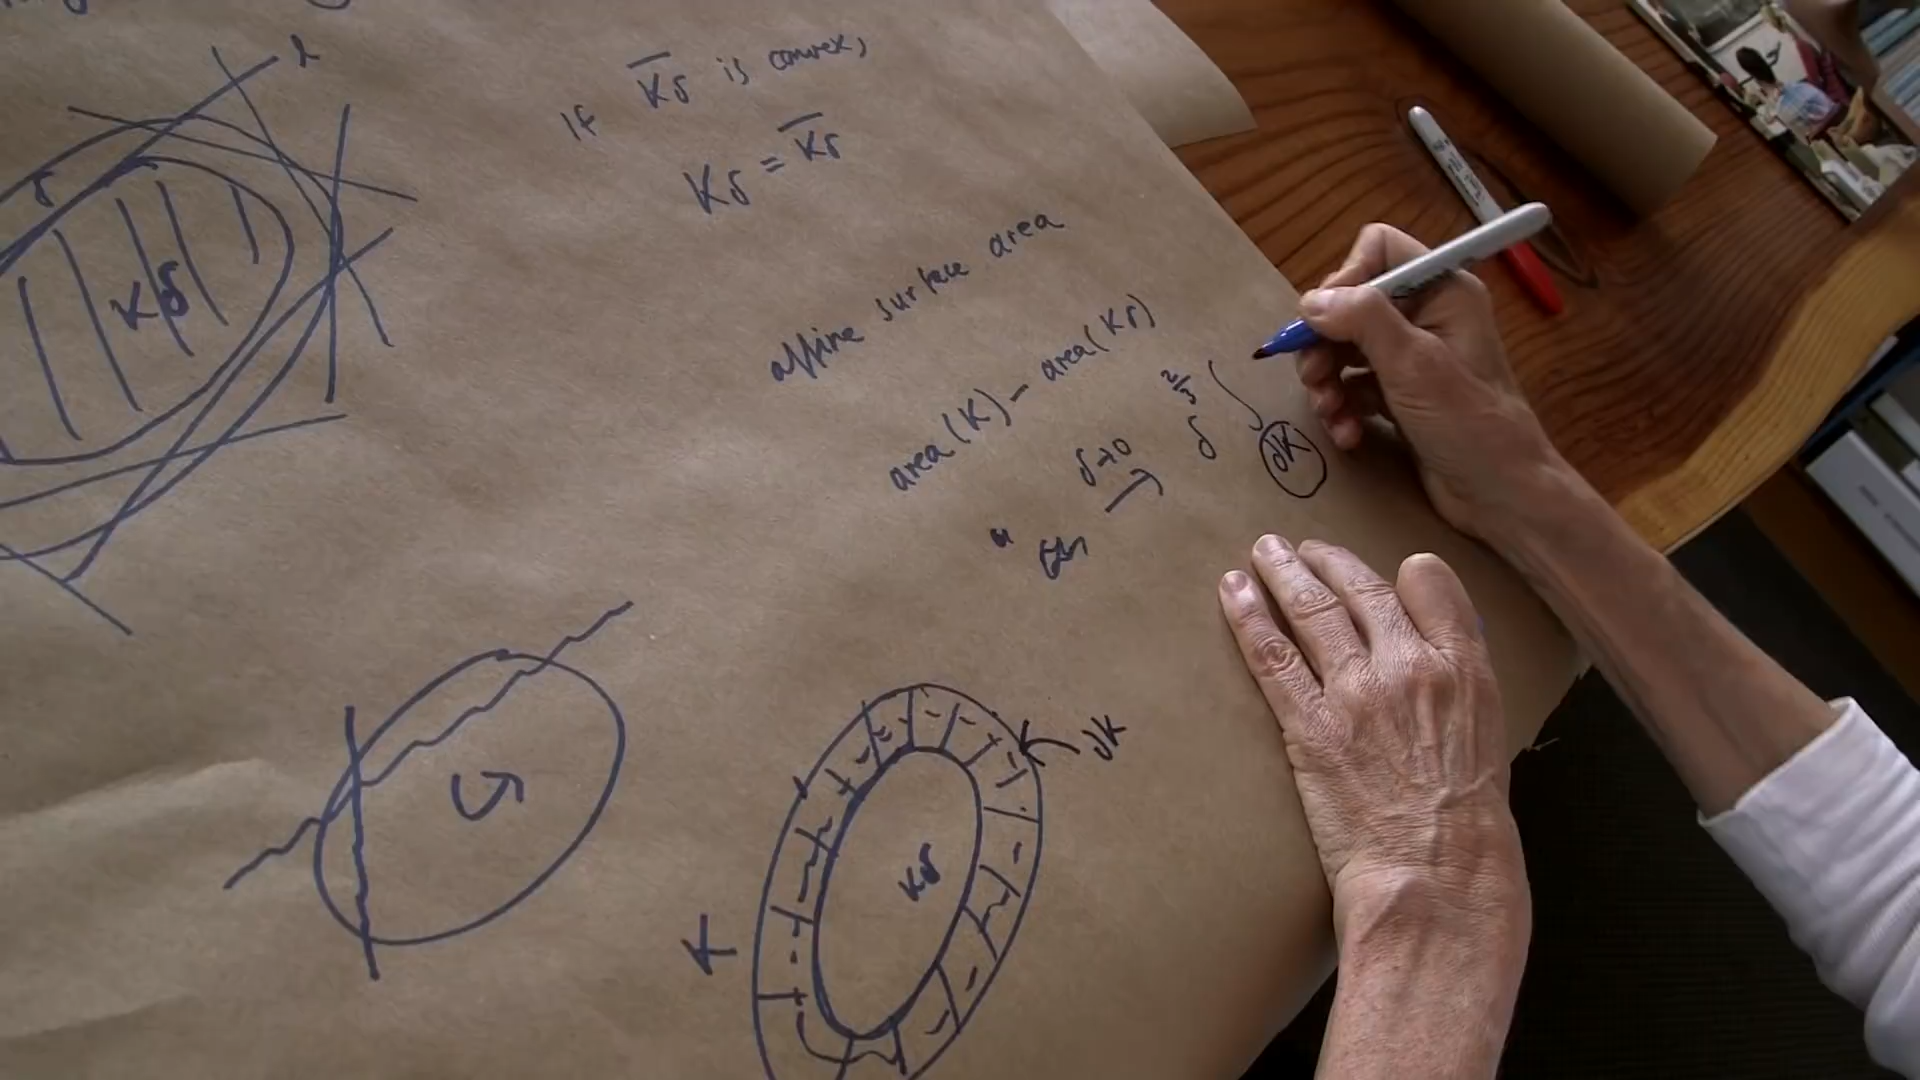 If K̅δ is convex,
Kδ = K̅δ
affine surface area
area(K) - area(Kδ)
δ→0
δ^2/3 ∫ ∂K
δ
Kδ
K
Kδ
∂K